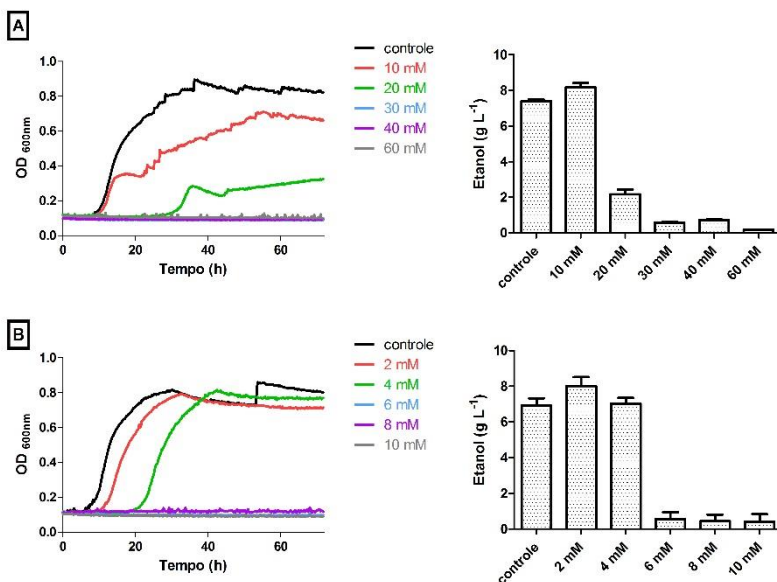 A
controle
10 mM
20 mM
30 mM
40 mM
60 mM
OD 600nm
1.0
0.8
0.6
0.4
0.2
0.0
0 20 40 60
Tempo (h)
Etanol (g L-1)
10
8
6
4
2
0
controle 10 mM 20 mM 30 mM 40 mM 60 mM
B
controle
2 mM
4 mM
6 mM
8 mM
10 mM
OD 600nm
1.0
0.8
0.6
0.4
0.2
0.0
0 20 40 60
Tempo (h)
Etanol (g L-1)
10
8
6
4
2
0
controle 2 mM 4 mM 6 mM 8 mM 10 mM